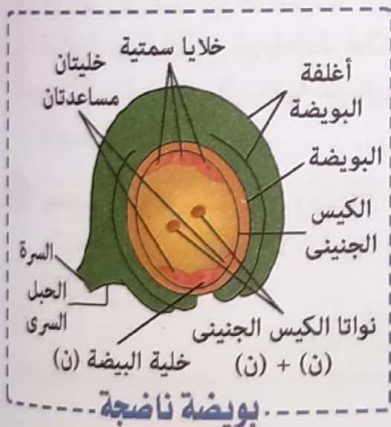 خلايا سمتية
خليتان
مساعدتان
أغلفة
البويضة
البويضة
الكيس
الجنينى
السرة
الحبل
السرى
نواتا الكيس الجنينى
(ن) + (ن)
خلية البيضة (ن)
بويضة ناضجة